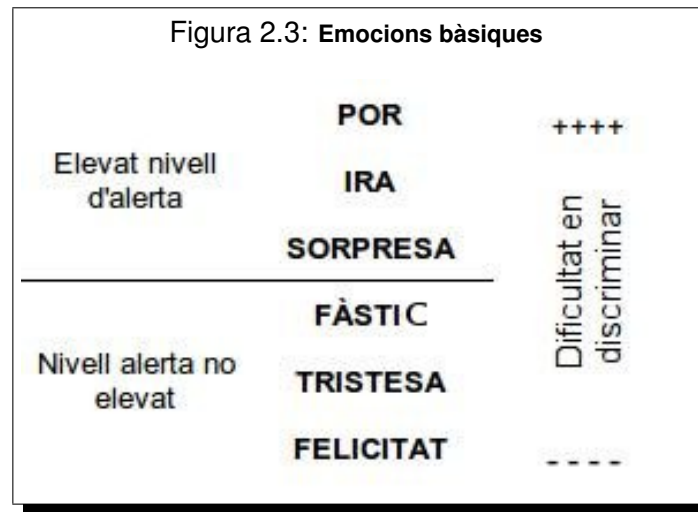 Figura 2.3: Emocions bàsiques
Elevat nivell
d'alerta
POR
IRA
SORPRESA
++++
Dificultat en
discriminar
Nivell alerta no
elevat
FÀSTIC
TRISTESA
FELICITAT
- - - -